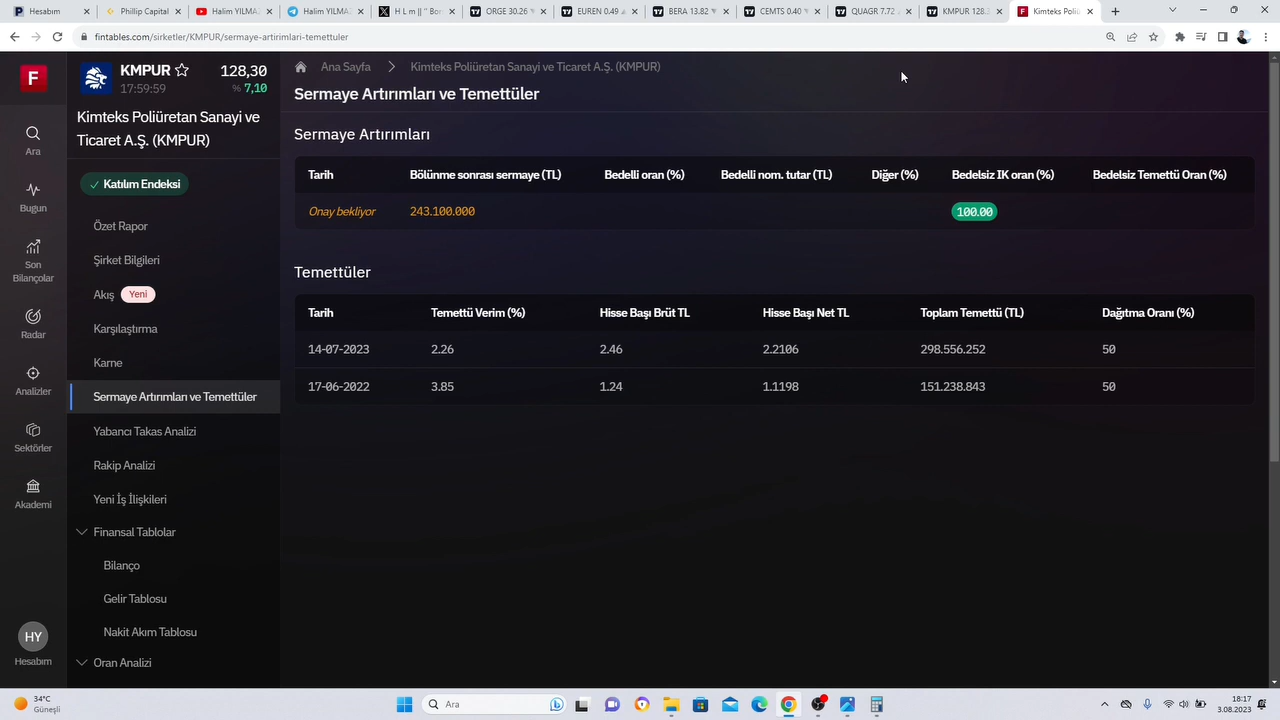 Hesabım
Phillip Capital
Halim YILMAZ
Halim YILMAZ
H L m || "
ORGE 30.26
EUREN 0.49
BERA 13.82
CEMTS 0.40
QUAGR 7.72
KMPUR 128.
Kimteks Poliü
fintables.com/sirketler/KMPUR/sermaye-artirimlari-temettuler
F
KMPUR
128,30
17:59:59
% 7,10
Kimteks Poliüretan Sanayi ve
Ticaret A.Ş. (KMPUR)
Katılım Endeksi
Ara
Bugun
Son
Bilançolar
Radar
Analizler
Sektörler
Akademi
HY
Hesabım
Özet Rapor
Şirket Bilgileri
Akış Yeni
Karşılaştırma
Karne
Sermaye Artırımları ve Temettüler
Yabancı Takas Analizi
Rakip Analizi
Yeni İş İlişkileri
Finansal Tablolar
Bilanço
Gelir Tablosu
Nakit Akım Tablosu
Oran Analizi
Ana Sayfa
Kimteks Poliüretan Sanayi ve Ticaret A.Ş. (KMPUR)
Sermaye Artırımları ve Temettüler
Sermaye Artırımları
Tarih Bölünme sonrası sermaye (TL) Bedelli oran (%) Bedelli nom. tutar (TL) Diğer (%) Bedelsiz IK oran (%) Bedelsiz Temettü Oran (%)
Onay bekliyor 243.100.000 100.00
Temettüler
Tarih Temettü Verim (%) Hisse Başı Brüt TL Hisse Başı Net TL Toplam Temettü (TL) Dağıtma Oranı (%)
14-07-2023 2.26 2.46 2.2106 298.556.252 50
17-06-2022 3.85 1.24 1.1198 151.238.843 50
34°C
Güneşli
Ara
18:17
3.08.2023